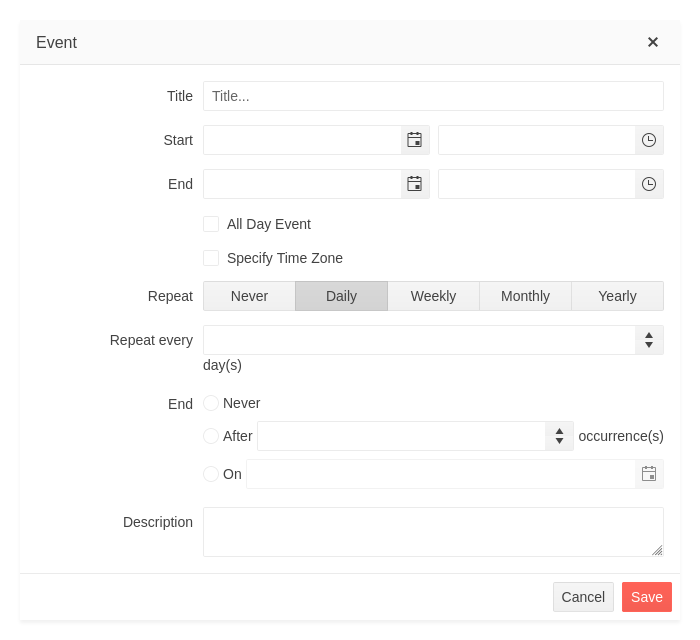 Event
Title Title...
Start
End
All Day Event
Specify Time Zone
Repeat Never Daily Weekly Monthly Yearly
Repeat every
day(s)
End Never
After occurrence(s)
On
Description
Cancel Save